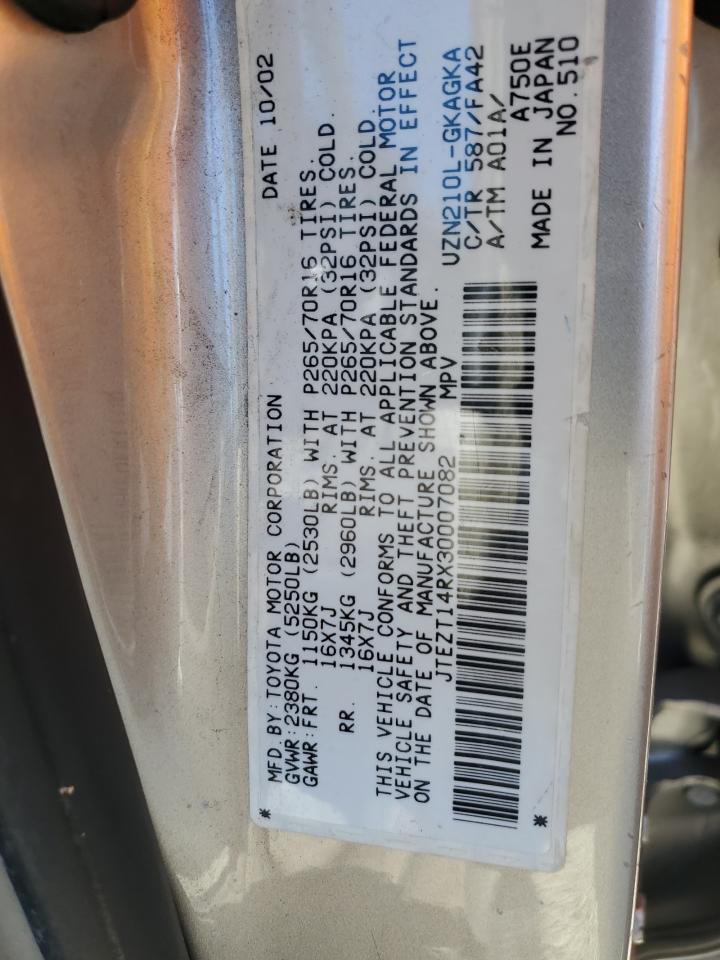 MFD. BY: TOYOTA MOTOR CORPORATION DATE 10/02
GVWR: 2380KG (5250LB)
GAWR: FRT. 1150KG (2530LB) WITH P265/70R16 TIRES.
16X7J RIMS. AT 220KPA (32PSI) COLD.
RR. 1345KG (2960LB) WITH P265/70R16 TIRES.
16X7J RIMS. AT 220KPA (32PSI) COLD.
THIS VEHICLE CONFORMS TO ALL APPLICABLE FEDERAL MOTOR
VEHICLE SAFETY AND THEFT PREVENTION STANDARDS IN EFFECT
ON THE DATE OF MANUFACTURE SHOWN ABOVE.
JTEZT14RX30007082 MPV
UZN210L-GKAGKA
C/TR 587/FA42
A/TM A01A/
A750E
MADE IN JAPAN
NO. 510